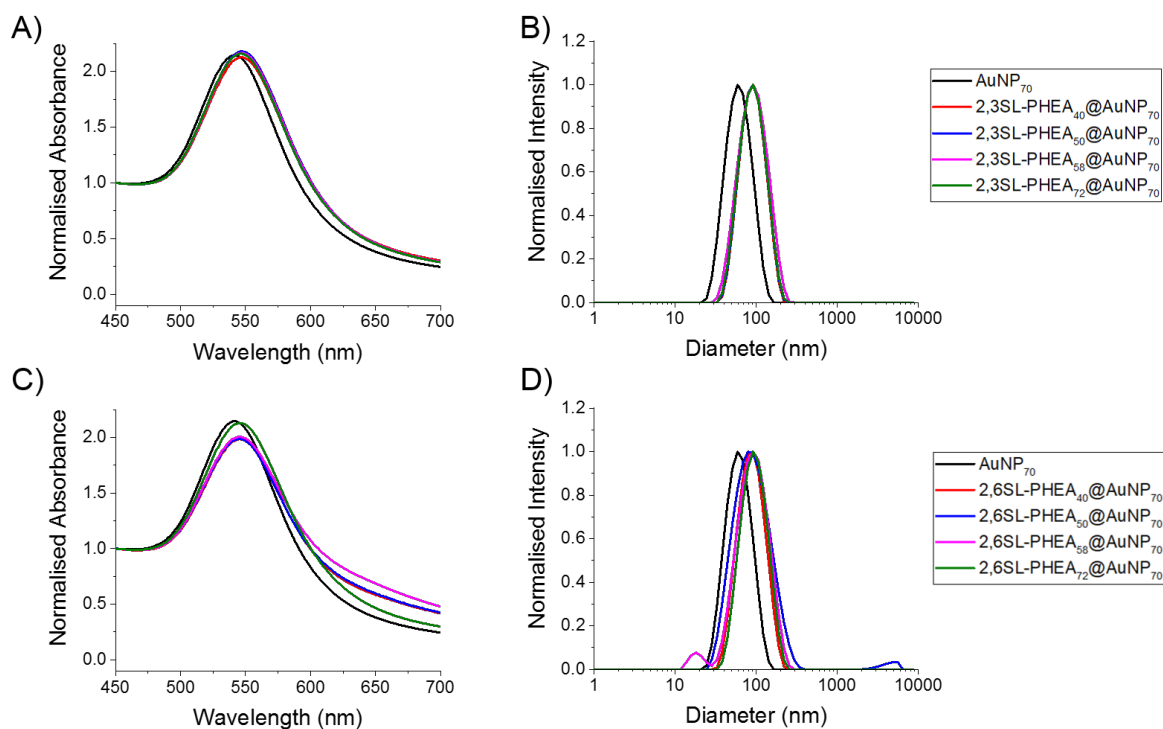 A)
Normalised Absorbance
2.0
1.5
1.0
0.5
0.0
450 500 550 600 650 700
Wavelength (nm)
B)
Normalised Intensity
1.2
1.0
0.8
0.6
0.4
0.2
0.0
1 10 100 1000 10000
Diameter (nm)
AuNP₇₀
2,3SL-PHEA₄₀@AuNP₇₀
2,3SL-PHEA₅₀@AuNP₇₀
2,3SL-PHEA₅₈@AuNP₇₀
2,3SL-PHEA₇₂@AuNP₇₀
C)
Normalised Absorbance
2.0
1.5
1.0
0.5
0.0
450 500 550 600 650 700
Wavelength (nm)
D)
Normalised Intensity
1.2
1.0
0.8
0.6
0.4
0.2
0.0
1 10 100 1000 10000
Diameter (nm)
AuNP₇₀
2,6SL-PHEA₄₀@AuNP₇₀
2,6SL-PHEA₅₀@AuNP₇₀
2,6SL-PHEA₅₈@AuNP₇₀
2,6SL-PHEA₇₂@AuNP₇₀